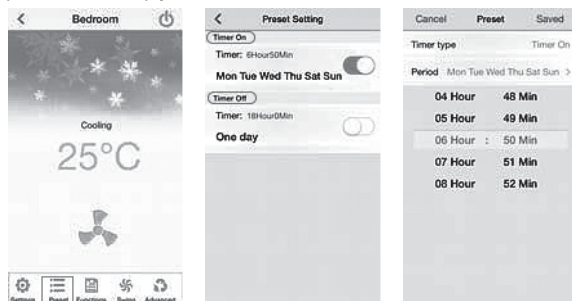 Bedroom
Cooling
25°C
Settings Preset Functions Swing Advanced
Preset Setting
Timer On
Timer: 6Hour50Min
Mon Tue Wed Thu Sat Sun
Timer Off
Timer: 18Hour0Min
One day
Cancel Preset Saved
Timer type Timer On
Period Mon Tue Wed Thu Sat Sun >
04 Hour 48 Min
05 Hour 49 Min
06 Hour : 50 Min
07 Hour 51 Min
08 Hour 52 Min